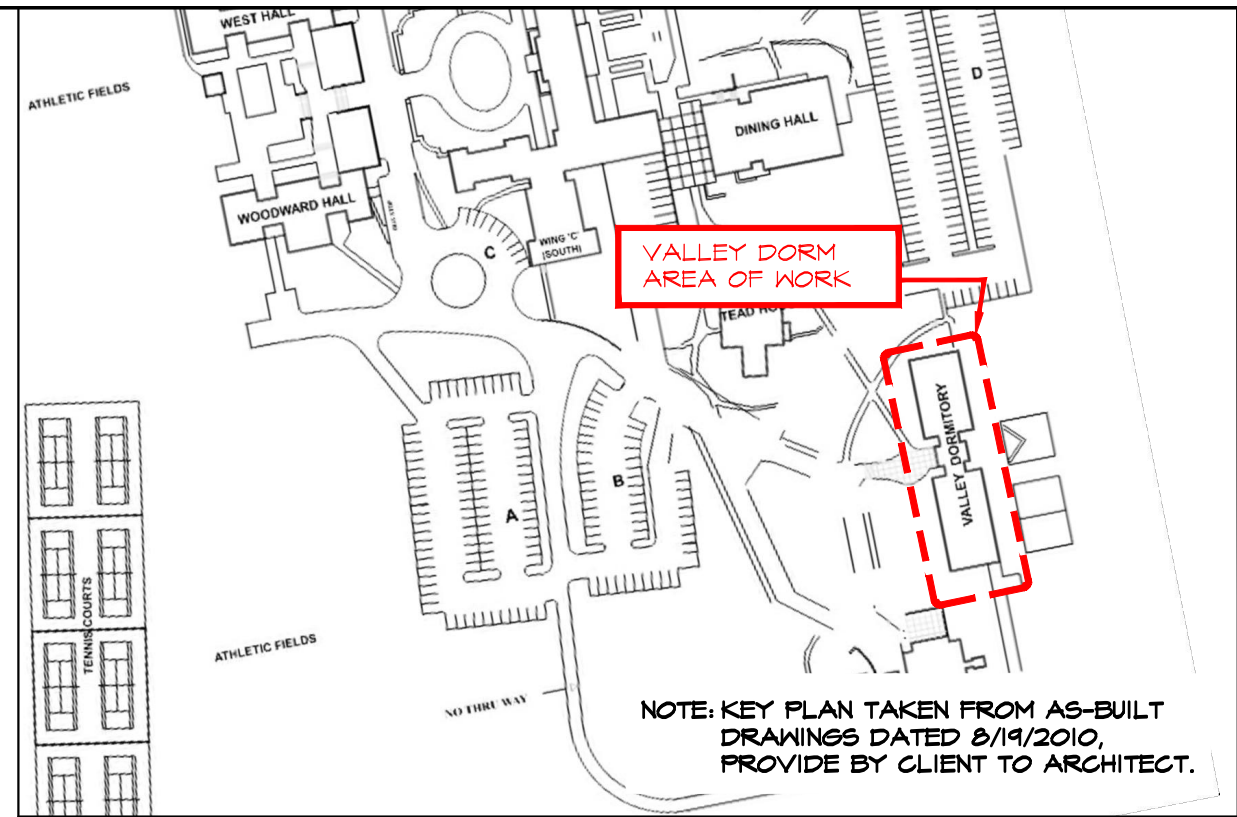 WEST HALL
ATHLETIC FIELDS
D
DINING HALL
WOODWARD HALL
C
WING 'C'
(SOUTH)
VALLEY DORM
AREA OF WORK
TEAD
VALLEY DORMITORY
A
B
TENNIS COURTS
ATHLETIC FIELDS
NO THRU WAY
NOTE: KEY PLAN TAKEN FROM AS-BUILT
DRAWINGS DATED 8/19/2010,
PROVIDE BY CLIENT TO ARCHITECT.